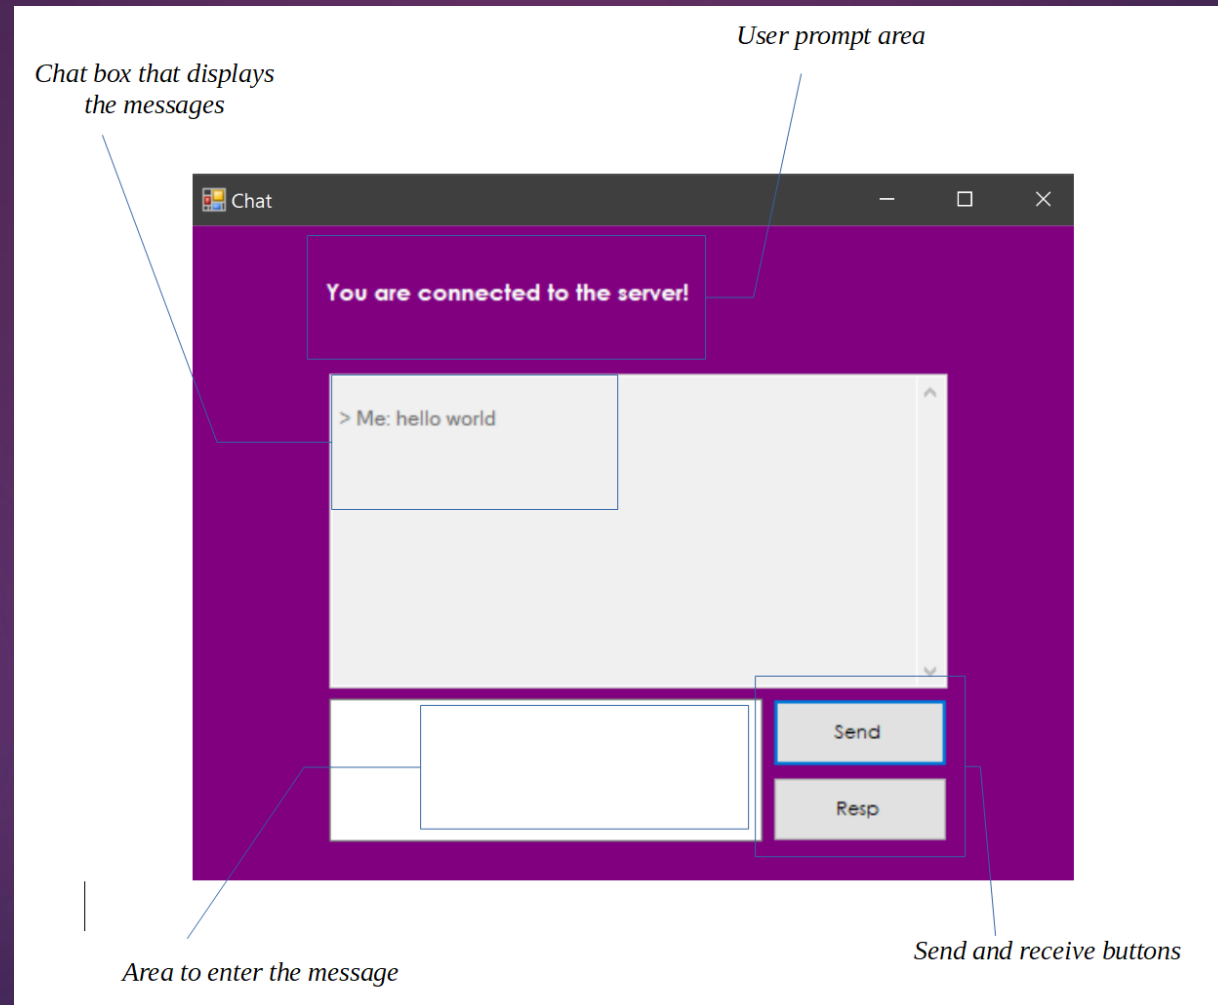 User prompt area
Chat box that displays
the messages
Chat
You are connected to the server!
> Me: hello world
Send
Resp
Send and receive buttons
Area to enter the message